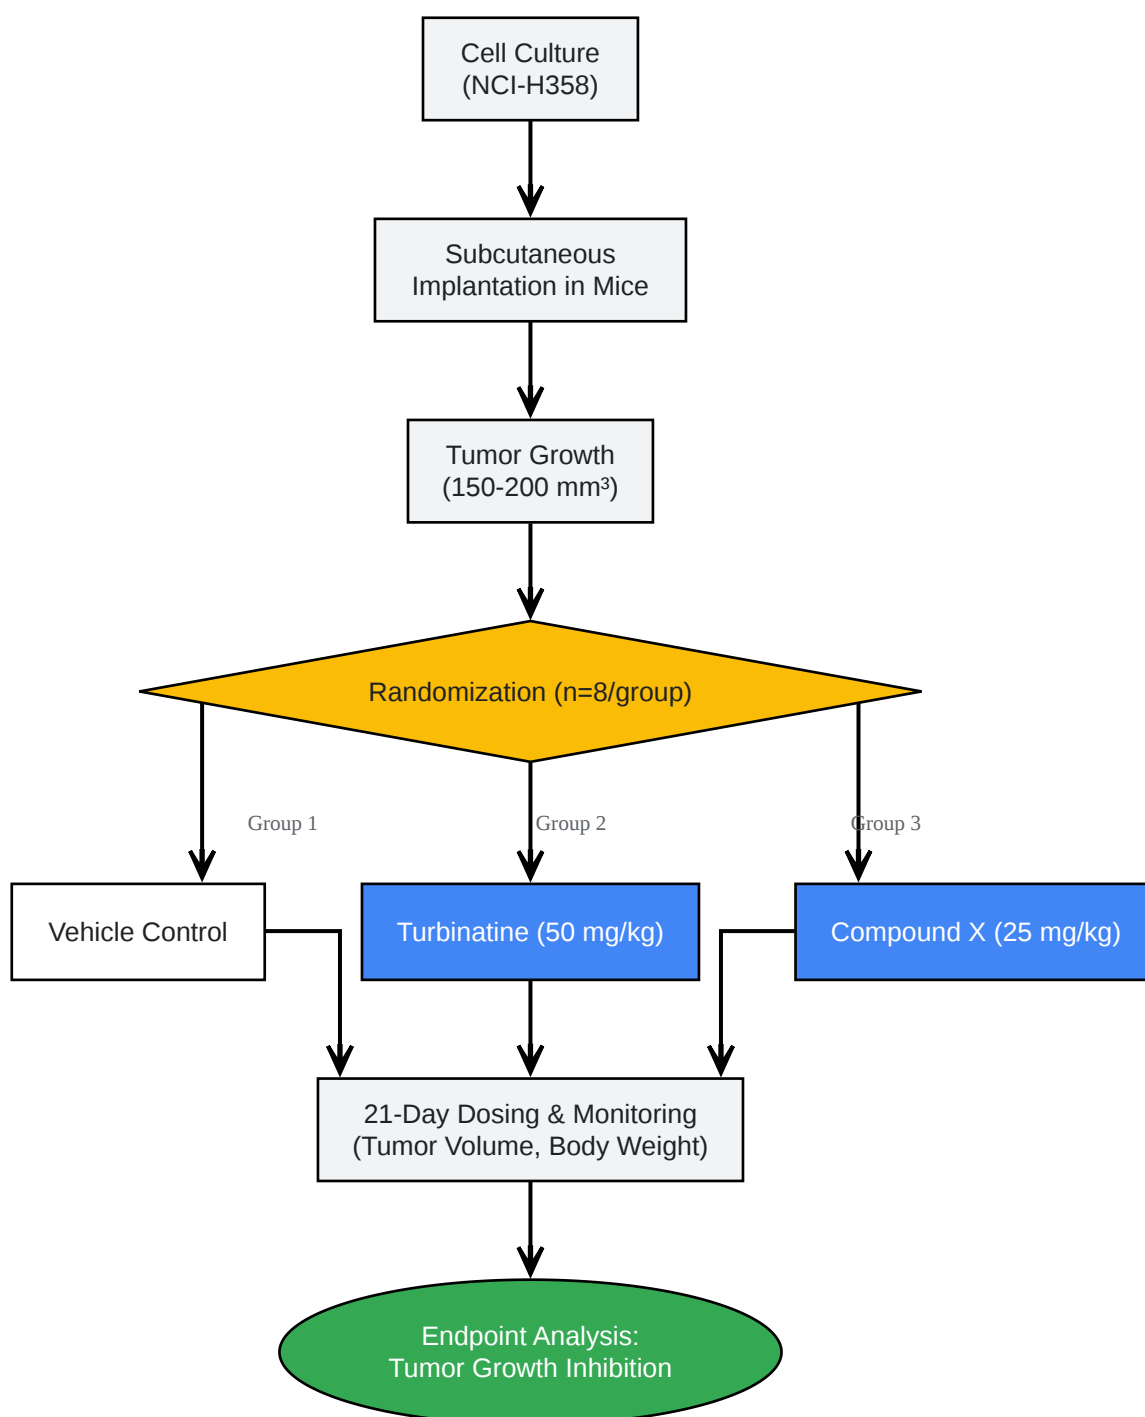 Cell Culture
(NCI-H358)
Subcutaneous
Implantation in Mice
Tumor Growth
(150-200 mm³)
Randomization (n=8/group)
Group 1
Group 2
Group 3
Vehicle Control
Turbinatine (50 mg/kg)
Compound X (25 mg/kg)
21-Day Dosing & Monitoring
(Tumor Volume, Body Weight)
Endpoint Analysis:
Tumor Growth Inhibition